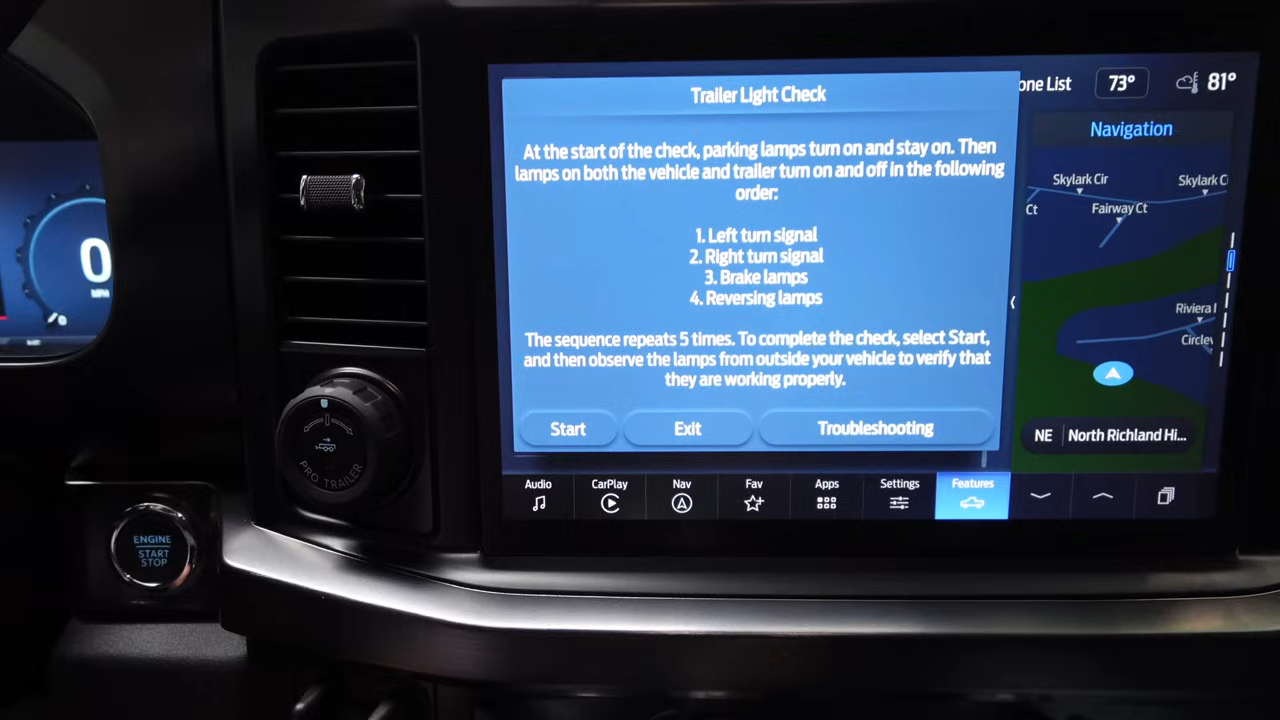 Trailer Light Check
At the start of the check, parking lamps turn on and stay on. Then
lamps on both the vehicle and trailer turn on and off in the following
order:
1. Left turn signal
2. Right turn signal
3. Brake lamps
4. Reversing lamps
The sequence repeats 5 times. To complete the check, select Start,
and then observe the lamps from outside your vehicle to verify that
they are working properly.
Start Exit Troubleshooting
one List 73° 81°
Navigation
Skylark Cir Skylark C
Ct Fairway Ct
Riviera
Circlev
NE North Richland Hi...
Audio CarPlay Nav Fav Apps Settings Features
0
MPH
PRO TRAILER
ENGINE
START
STOP